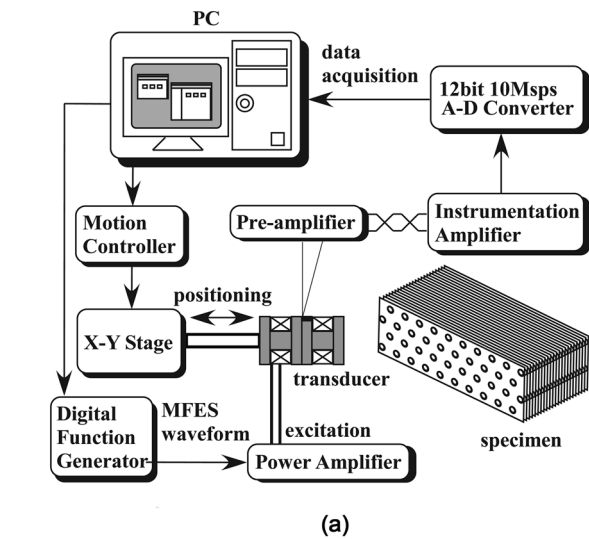 PC
data
acquisition
12bit 10Msps
A-D Converter
Motion
Controller
Pre-amplifier
Instrumentation
Amplifier
positioning
X-Y Stage
transducer
Digital
Function
Generator
MFES
waveform
excitation
Power Amplifier
specimen
(a)